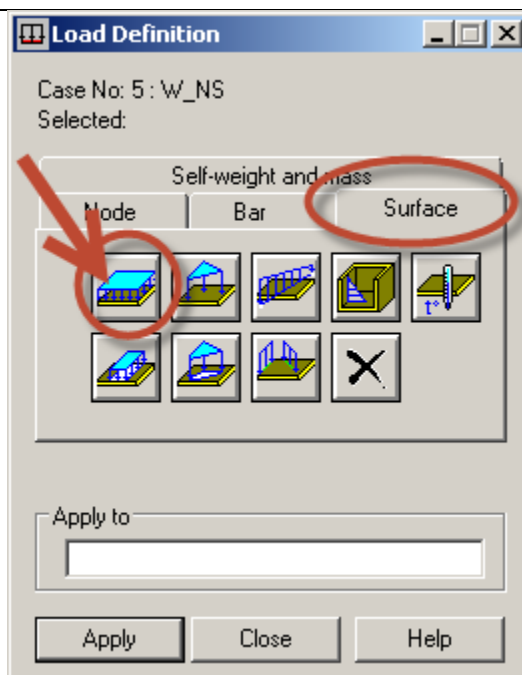 Load Definition
Case No: 5 : W_NS
Selected:
Self-weight and mass
Node Bar Surface
t°
Apply to
Apply Close Help